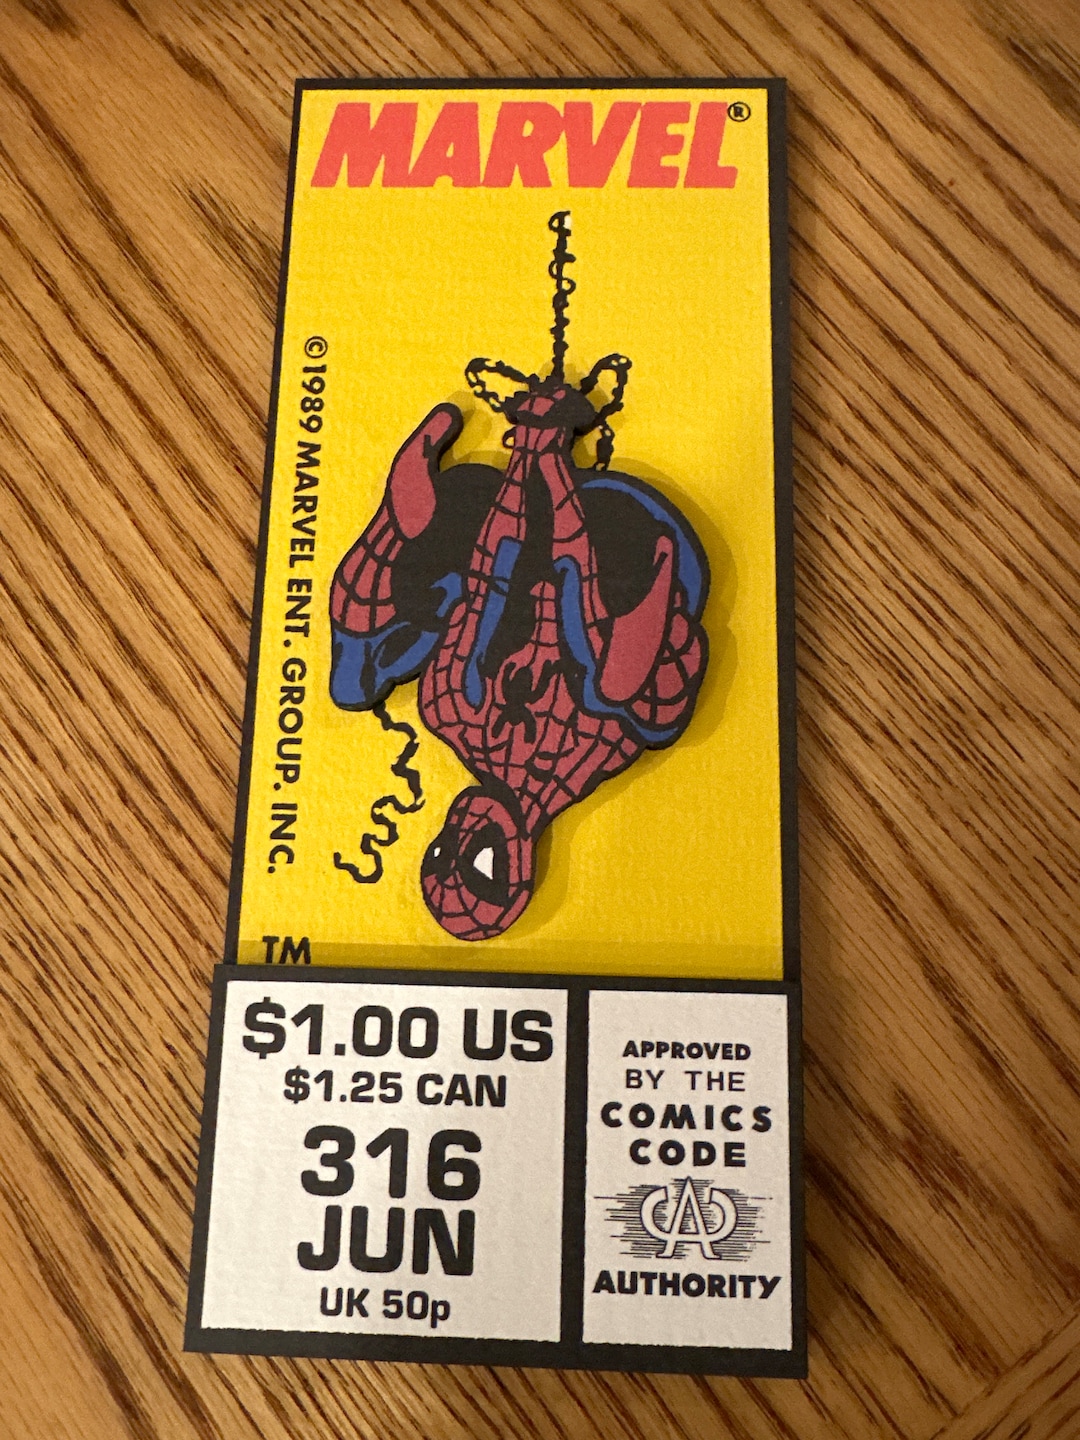 MARVEL®
©1989 MARVEL ENT. GROUP. INC.
TM
$1.00 US
$1.25 CAN
316
JUN
UK 50p
APPROVED
BY THE
COMICS
CODE
CA
AUTHORITY